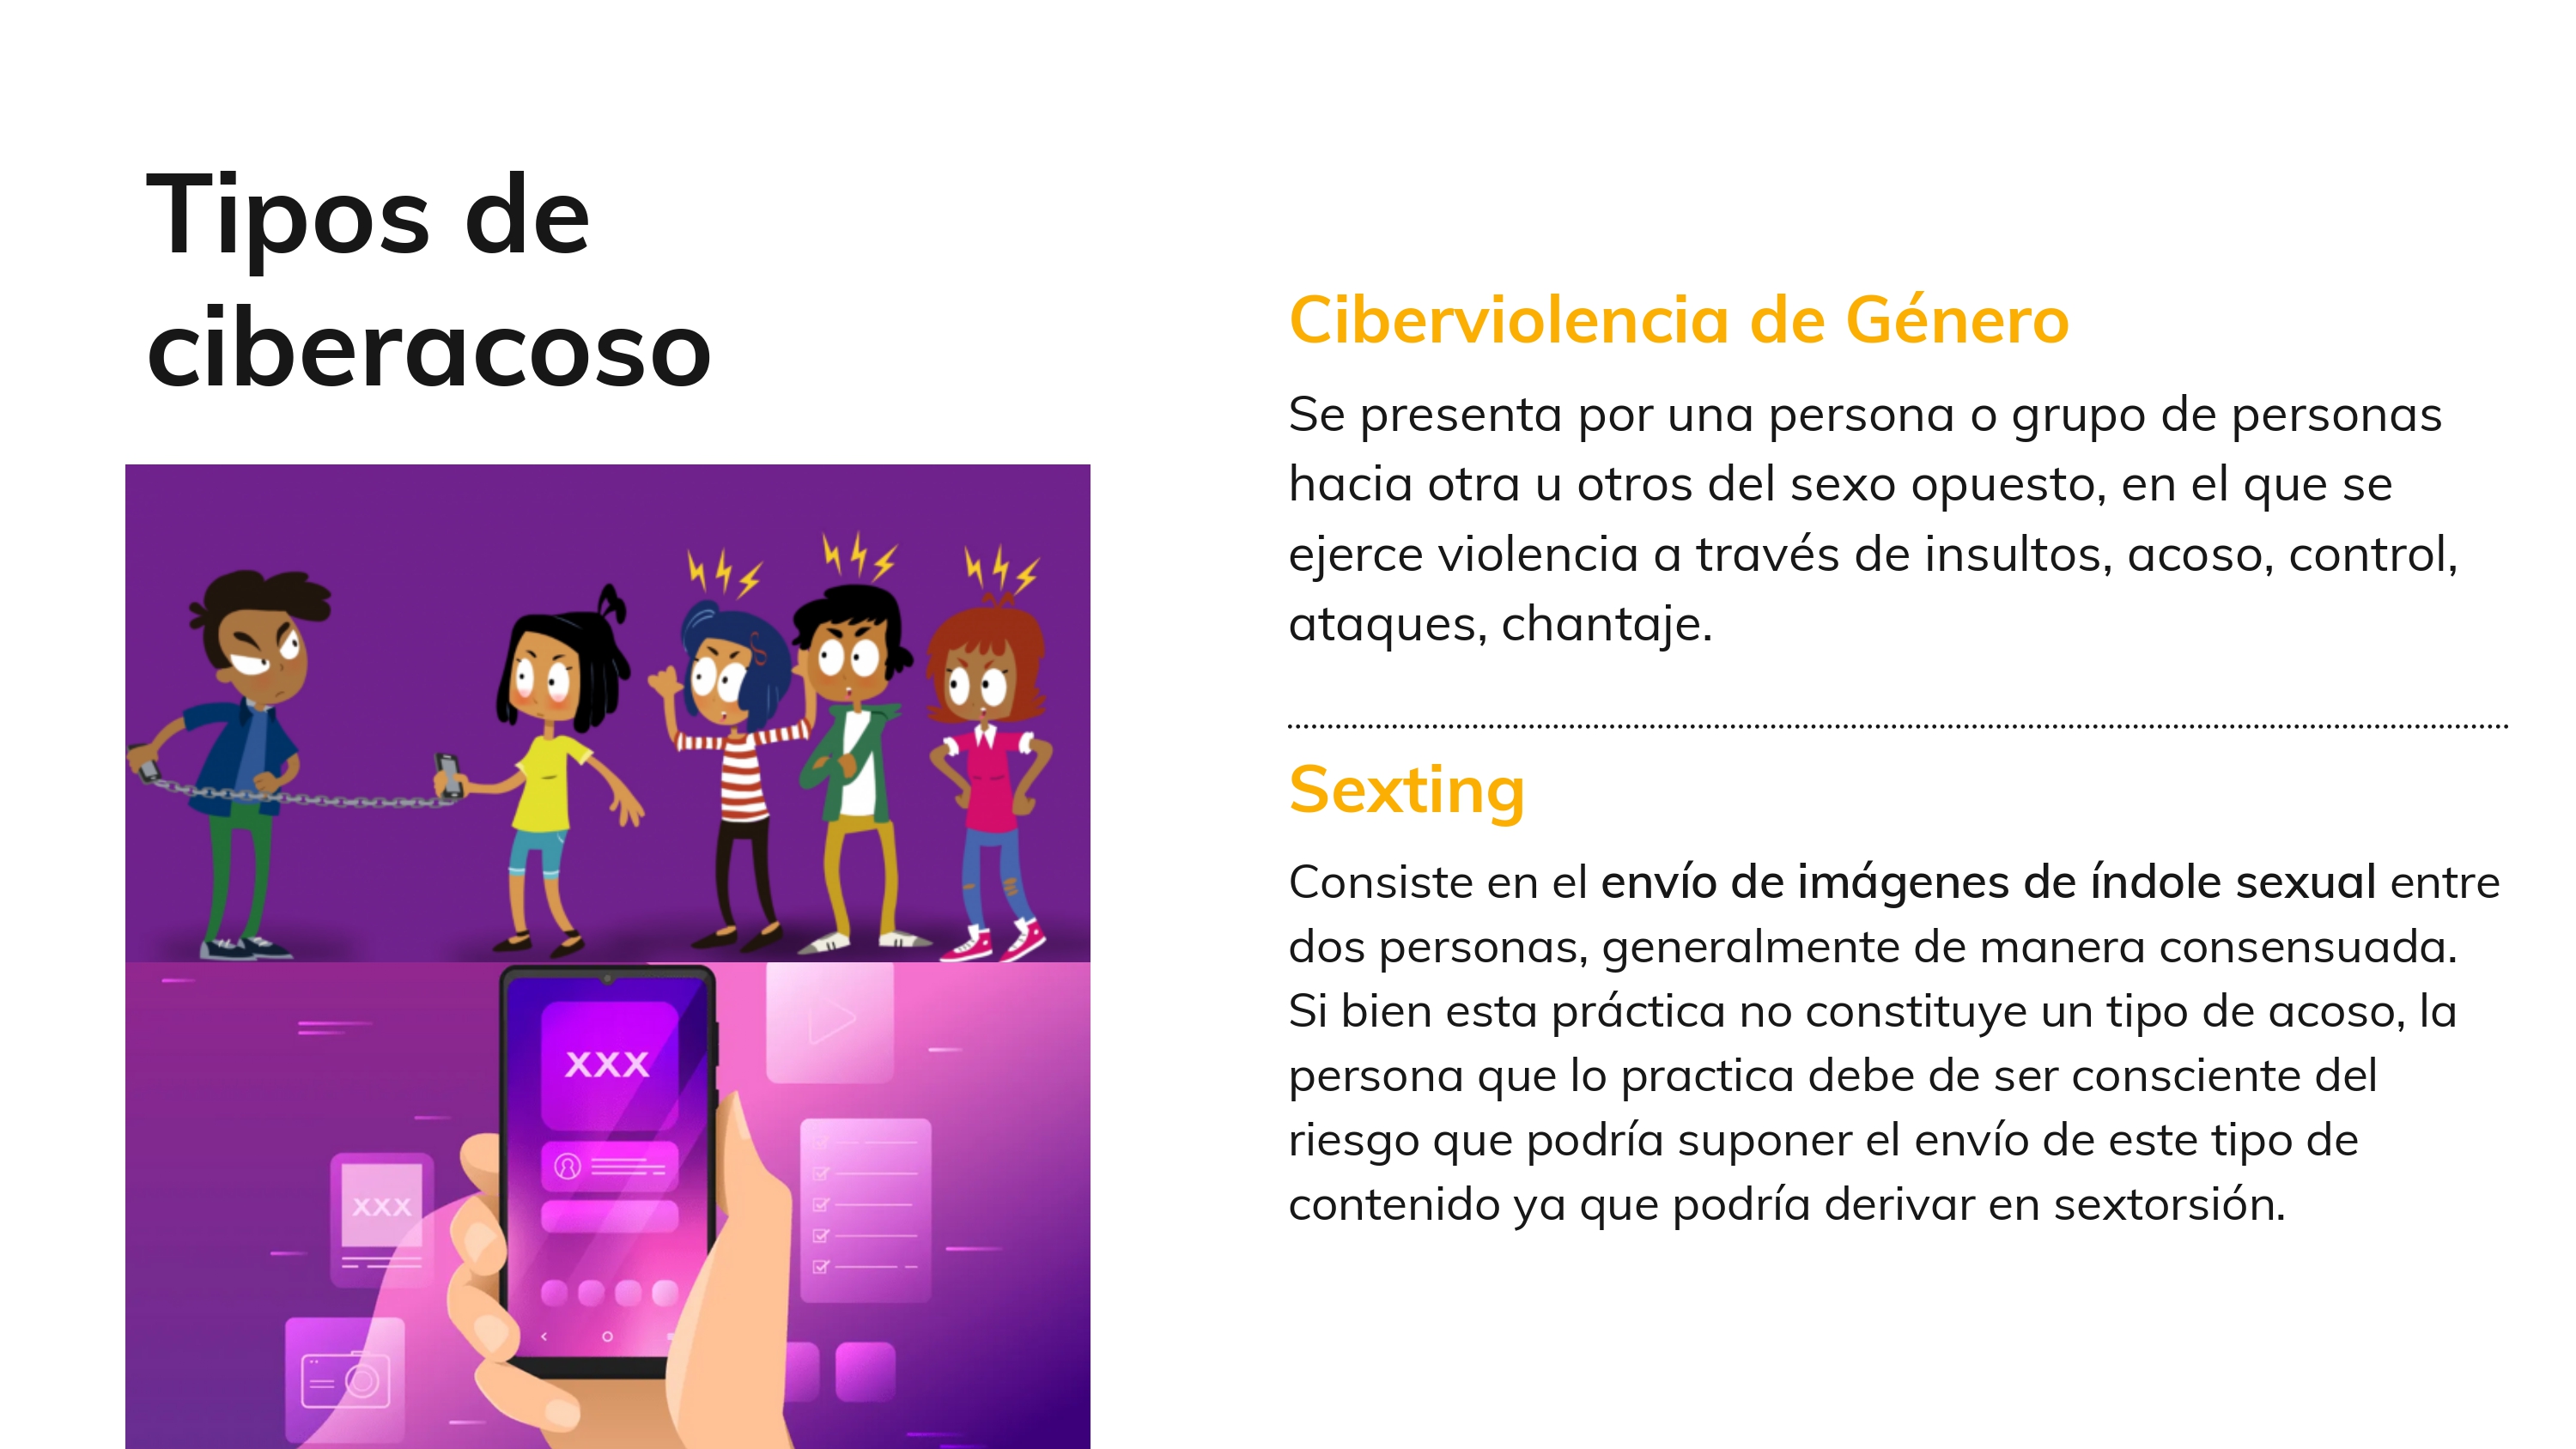 Tipos de
ciberacoso
Ciberviolencia de Género
Se presenta por una persona o grupo de personas
hacia otra u otros del sexo opuesto, en el que se
ejerce violencia a través de insultos, acoso, control,
ataques, chantaje.
Sexting
Consiste en el envío de imágenes de índole sexual entre
dos personas, generalmente de manera consensuada.
Si bien esta práctica no constituye un tipo de acoso, la
persona que lo practica debe de ser consciente del
riesgo que podría suponer el envío de este tipo de
contenido ya que podría derivar en sextorsión.
XXX
XXX